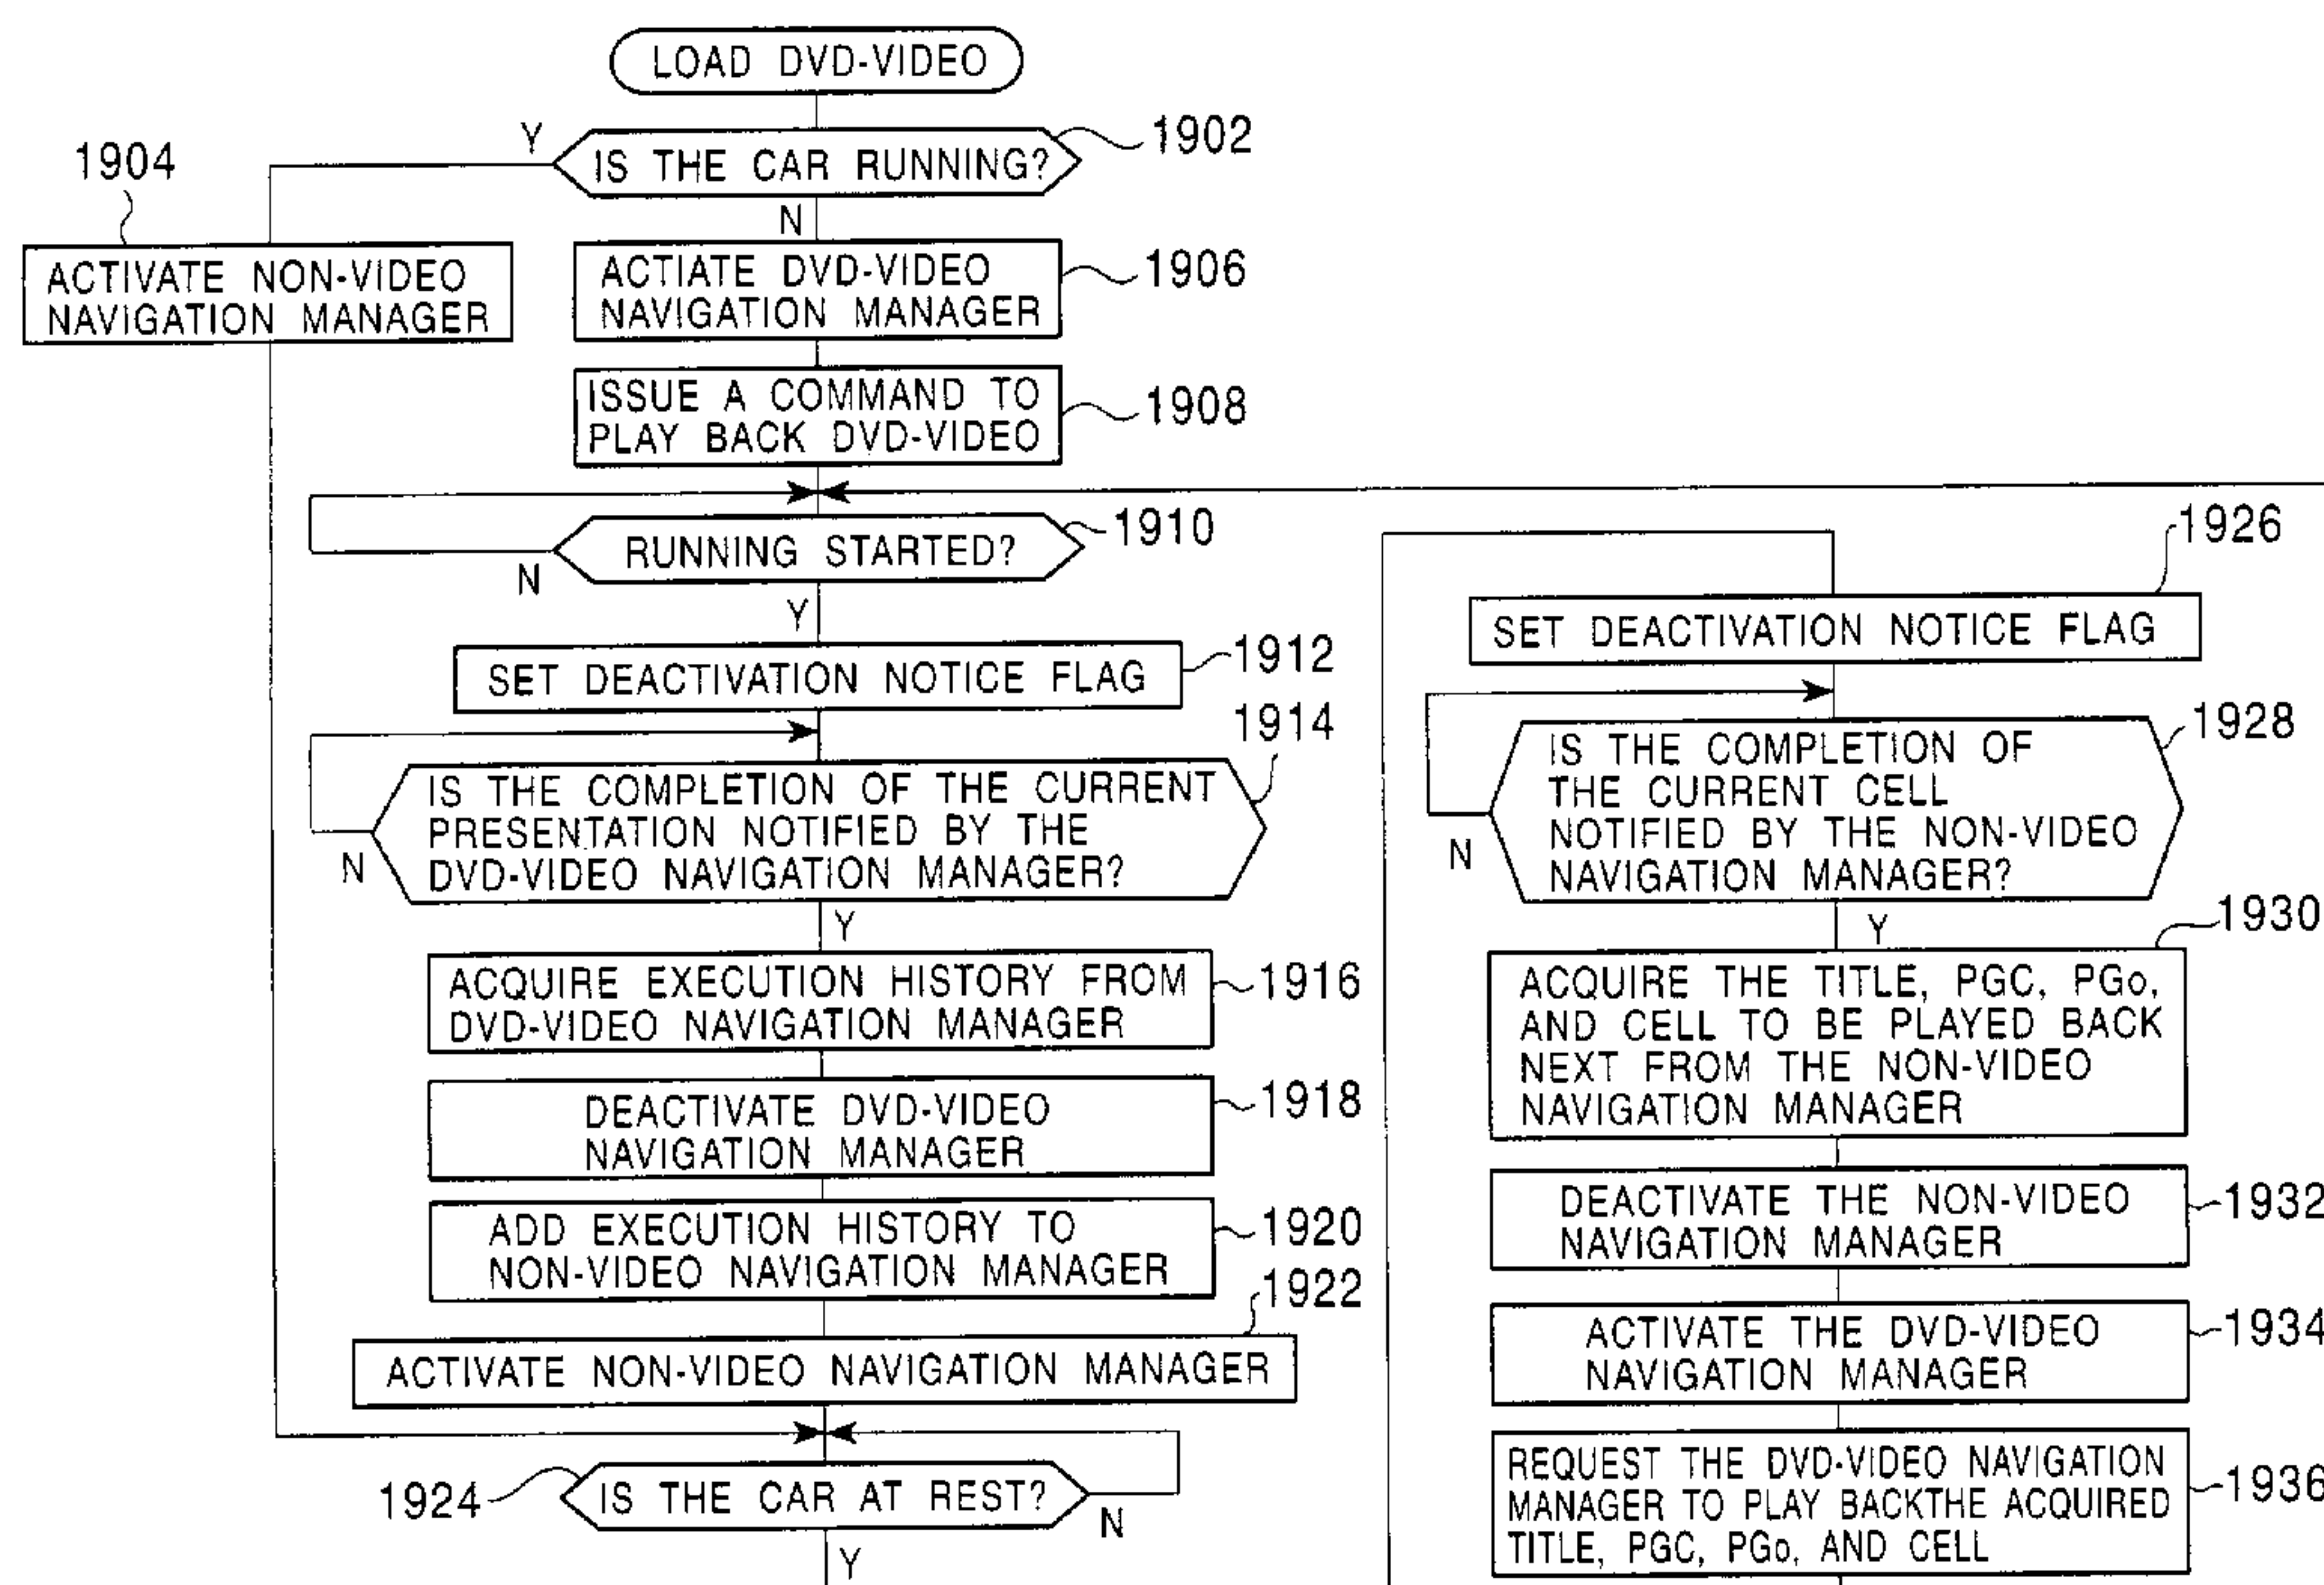 LOAD DVD-VIDEO
Y
IS THE CAR RUNNING?
1902
1904
N
ACTIVATE NON-VIDEO
NAVIGATION MANAGER
ACTIATE DVD-VIDEO
NAVIGATION MANAGER
1906
ISSUE A COMMAND TO
PLAY BACK DVD-VIDEO
1908
RUNNING STARTED?
1910
N
Y
SET DEACTIVATION NOTICE FLAG
1912
1914
IS THE COMPLETION OF THE CURRENT
PRESENTATION NOTIFIED BY THE
DVD-VIDEO NAVIGATION MANAGER?
N
Y
ACQUIRE EXECUTION HISTORY FROM
DVD-VIDEO NAVIGATION MANAGER
1916
DEACTIVATE DVD-VIDEO
NAVIGATION MANAGER
1918
ADD EXECUTION HISTORY TO
NON-VIDEO NAVIGATION MANAGER
1920
1922
ACTIVATE NON-VIDEO NAVIGATION MANAGER
1924
IS THE CAR AT REST?
N
Y
1926
SET DEACTIVATION NOTICE FLAG
1928
IS THE COMPLETION OF
THE CURRENT CELL
NOTIFIED BY THE NON-VIDEO
NAVIGATION MANAGER?
N
Y
1930
ACQUIRE THE TITLE, PGC, PGo,
AND CELL TO BE PLAYED BACK
NEXT FROM THE NON-VIDEO
NAVIGATION MANAGER
DEACTIVATE THE NON-VIDEO
NAVIGATION MANAGER
1932
ACTIVATE THE DVD-VIDEO
NAVIGATION MANAGER
1934
REQUEST THE DVD-VIDEO NAVIGATION
MANAGER TO PLAY BACKTHE ACQUIRED
TITLE, PGC, PGo, AND CELL
1936